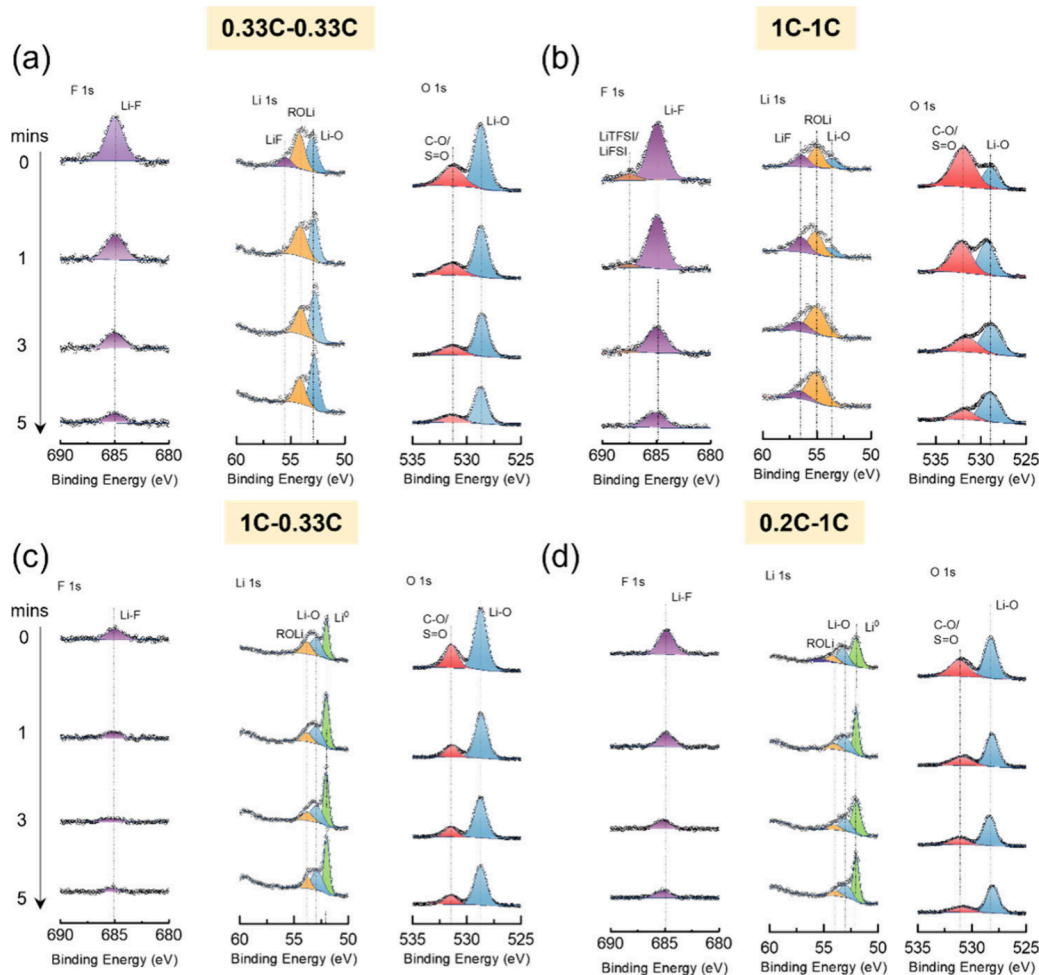 0.33C-0.33C
(a)
F 1s
Li-F
Li 1s
ROLi
LiF
Li-O
O 1s
C-O/
S=O
Li-O
mins
0
1
3
5
690 685 680
Binding Energy (eV)
60 55 50
Binding Energy (eV)
535 530 525
Binding Energy (eV)
1C-1C
(b)
F 1s
Li-F
LiTFSI/
LiFSI
Li 1s
ROLi
LiF
Li-O
O 1s
C-O/
S=O
Li-O
690 685 680
Binding Energy (eV)
60 55 50
Binding Energy (eV)
535 530 525
Binding Energy (eV)
1C-0.33C
(c)
F 1s
Li-F
Li 1s
Li-O
Li⁰
ROLi
O 1s
C-O/
S=O
Li-O
mins
0
1
3
5
690 685 680
Binding Energy (eV)
60 55 50
Binding Energy (eV)
535 530 525
Binding Energy (eV)
0.2C-1C
(d)
F 1s
Li-F
Li 1s
Li-O
Li⁰
ROLi
O 1s
C-O/
S=O
Li-O
690 685 680
Binding Energy (eV)
60 55 50
Binding Energy (eV)
535 530 525
Binding Energy (eV)